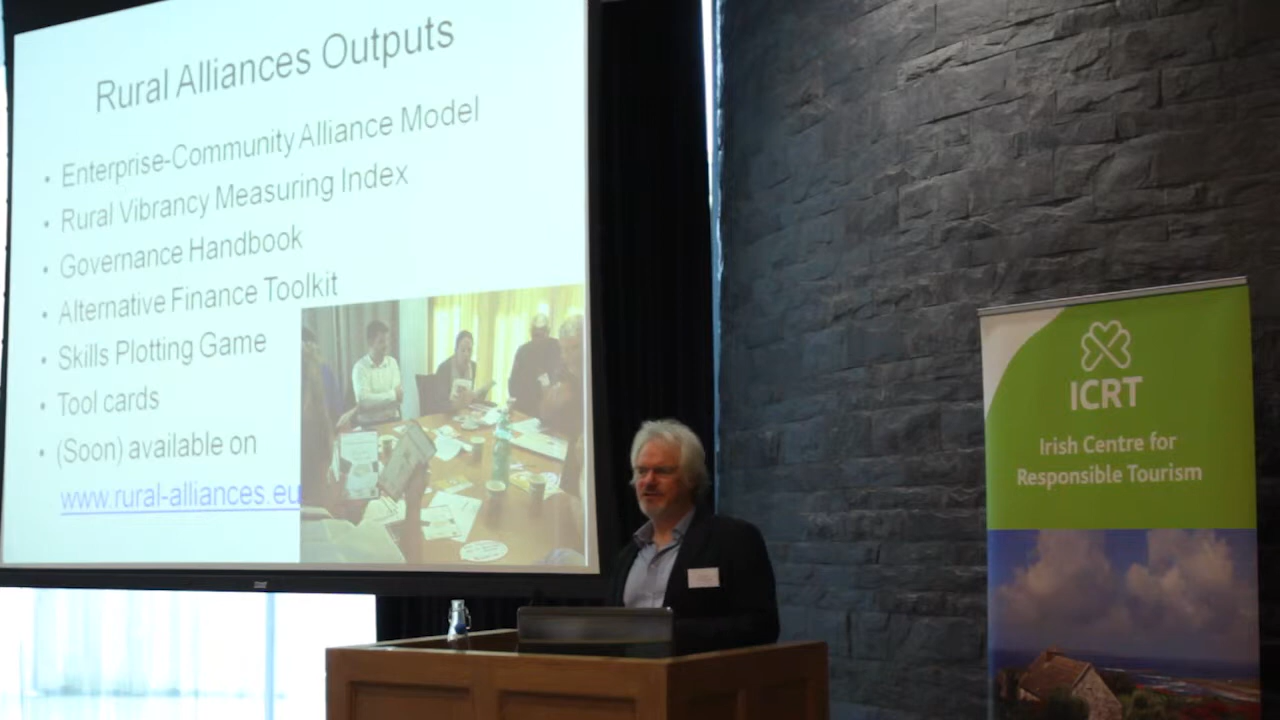 Rural Alliances Outputs
• Enterprise-Community Alliance Model
• Rural Vibrancy Measuring Index
• Governance Handbook
• Alternative Finance Toolkit
• Skills Plotting Game
• Tool cards
• (Soon) available on
www.rural-alliances.eu
ICRT
Irish Centre for
Responsible Tourism